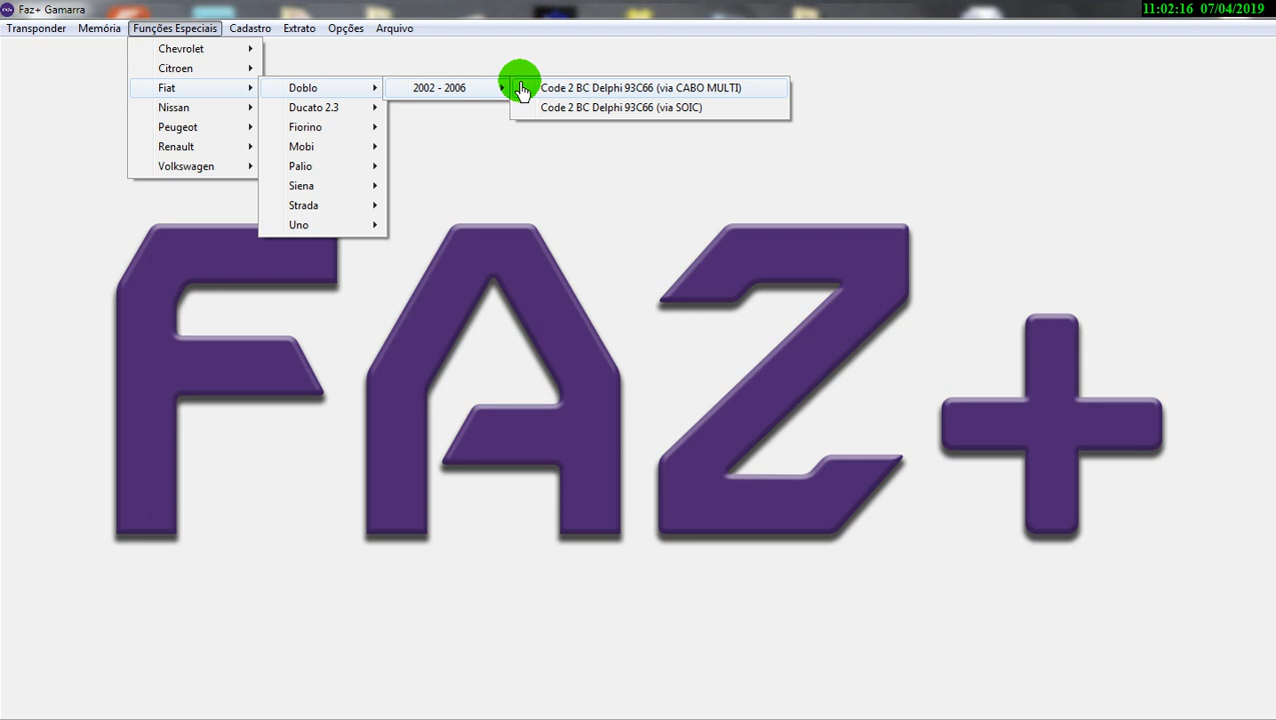 Faz+ Gamarra
11:02:16 07/04/2019
Transponder Memória Funções Especiais Cadastro Extrato Opções Arquivo
Chevrolet
Citroen
Fiat
Nissan
Peugeot
Renault
Volkswagen
Doblo
Ducato 2.3
Fiorino
Mobi
Palio
Siena
Strada
Uno
2002 - 2006
Code 2 BC Delphi 93C66 (via CABO MULTI)
Code 2 BC Delphi 93C66 (via SOIC)
FAZ+